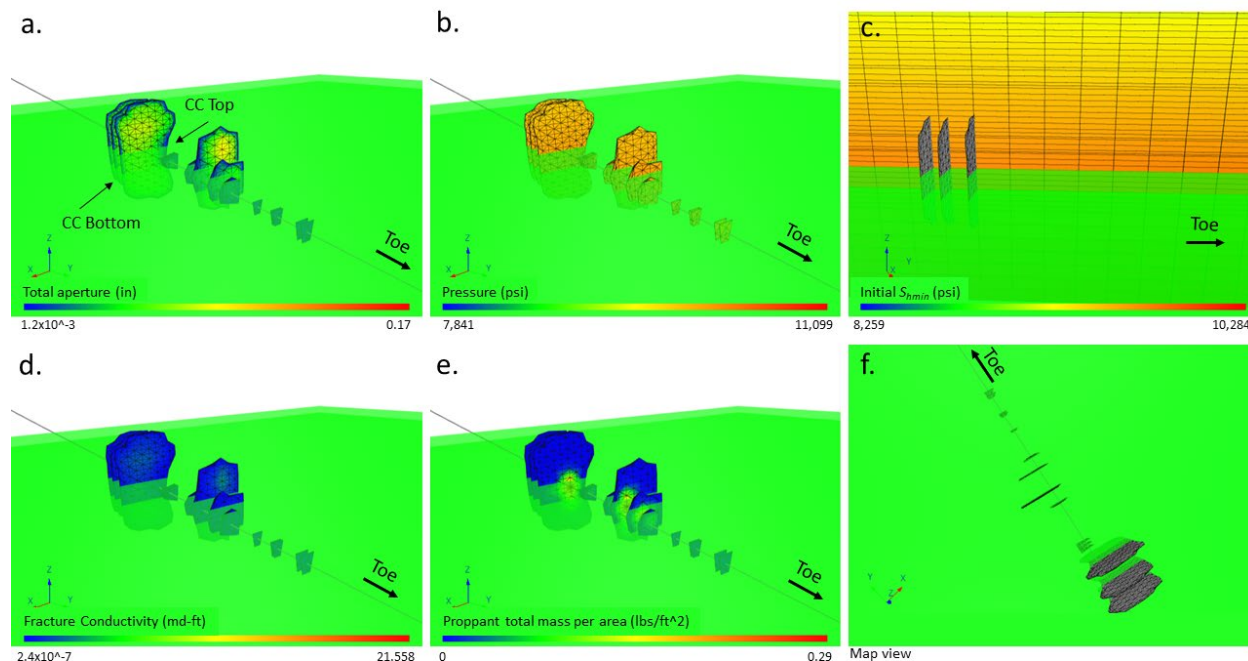 a.
CC Top
CC Bottom
Toe
Z
X
Y
Total aperture (in)
1.2x10^-3
0.17
b.
Toe
Z
X
Y
Pressure (psi)
7,841
11,099
c.
Toe
Z
X
Initial Shmin (psi)
8,259
10,284
d.
Toe
Z
X
Y
Fracture Conductivity (md-ft)
2.4x10^-7
21.558
e.
Toe
Z
X
Y
Proppant total mass per area (lbs/ft^2)
0
0.29
f.
Toe
Y
X
Z
Map view